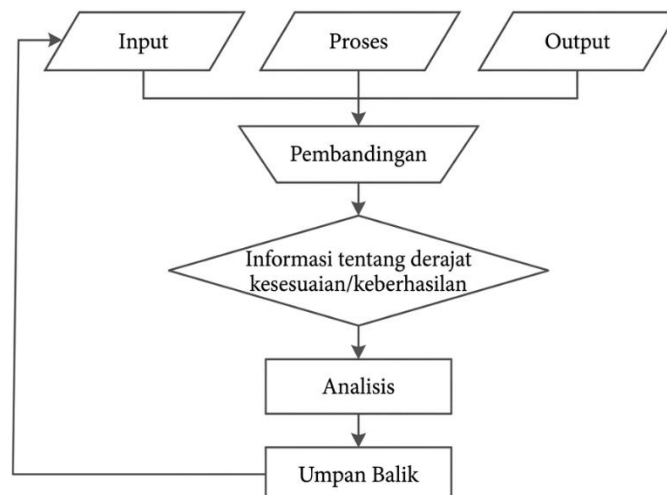 Input
Proses
Output
Pembandingan
Informasi tentang derajat
kesesuaian/keberhasilan
Analisis
Umpan Balik